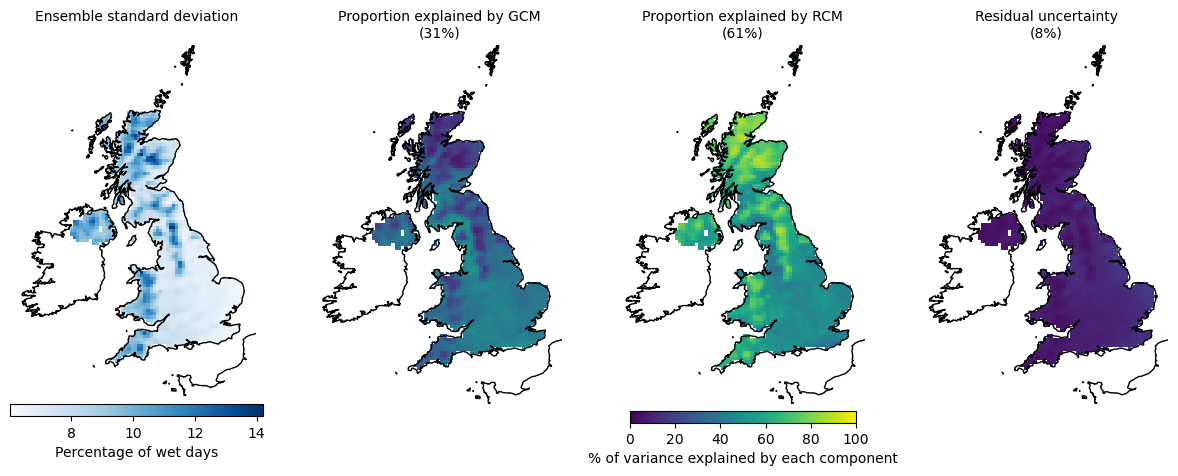 Ensemble standard deviation
Proportion explained by GCM
(31%)
Proportion explained by RCM
(61%)
Residual uncertainty
(8%)
8 10 12 14
Percentage of wet days
0 20 40 60 80 100
% of variance explained by each component